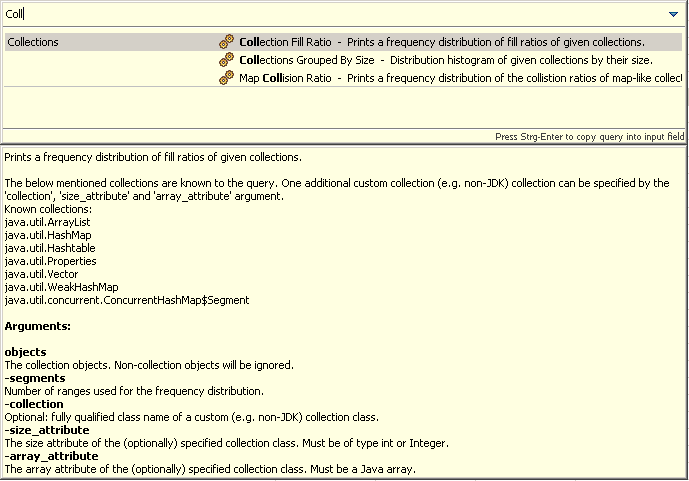 Coll
Collections Collection Fill Ratio - Prints a frequency distribution of fill ratios of given collections.
Collections Grouped By Size - Distribution histogram of given collections by their size.
Map Collision Ratio - Prints a frequency distribution of the collistion ratios of map-like collect
Press Strg-Enter to copy query into input field
Prints a frequency distribution of fill ratios of given collections.
The below mentioned collections are known to the query. One additional custom collection (e.g. non-JDK) collection can be specified by the
'collection', 'size_attribute' and 'array_attribute' argument.
Known collections:
java.util.ArrayList
java.util.HashMap
java.util.Hashtable
java.util.Properties
java.util.Vector
java.util.WeakHashMap
java.util.concurrent.ConcurrentHashMap$Segment
Arguments:
objects
The collection objects. Non-collection objects will be ignored.
-segments
Number of ranges used for the frequency distribution.
-collection
Optional: fully qualified class name of a custom (e.g. non-JDK) collection class.
-size_attribute
The size attribute of the (optionally) specified collection class. Must be of type int or Integer.
-array_attribute
The array attribute of the (optionally) specified collection class. Must be a Java array.